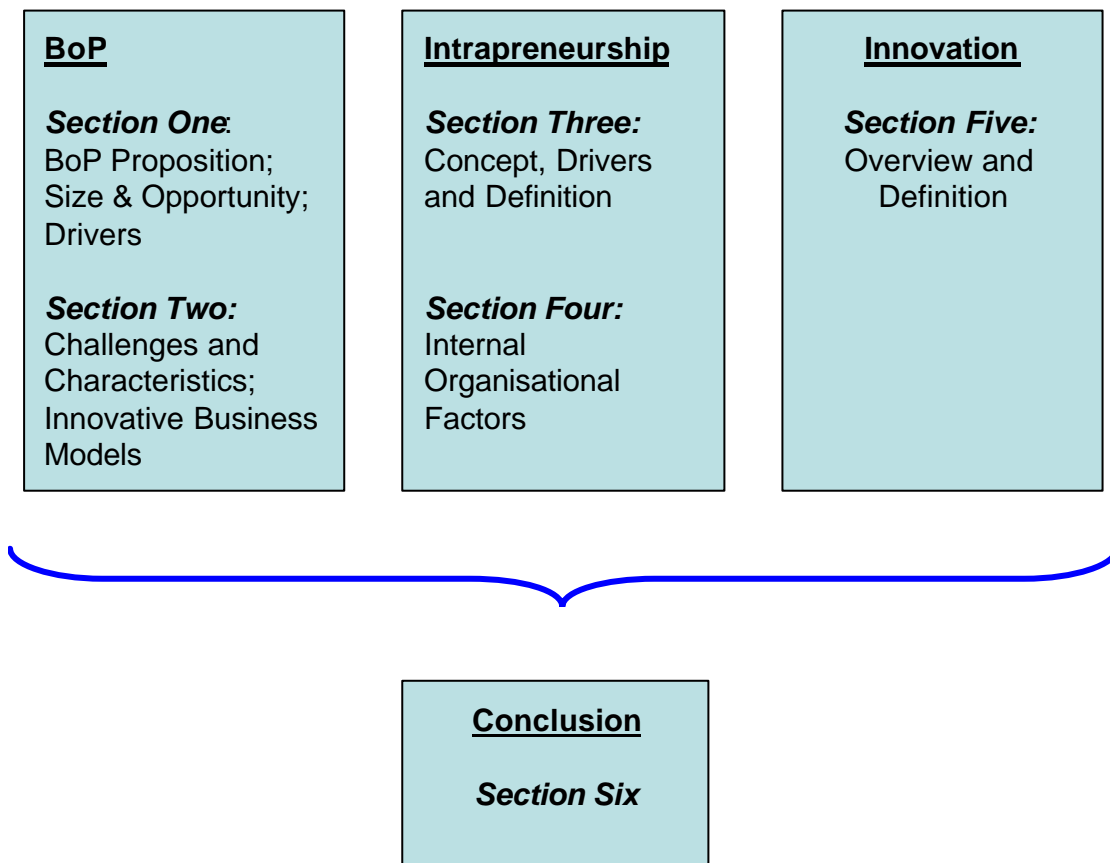 BoP
Section One:
BoP Proposition;
Size & Opportunity;
Drivers
Section Two:
Challenges and
Characteristics;
Innovative Business
Models
Intrapreneurship
Section Three:
Concept, Drivers
and Definition
Section Four:
Internal
Organisational
Factors
Innovation
Section Five:
Overview and
Definition
Conclusion
Section Six